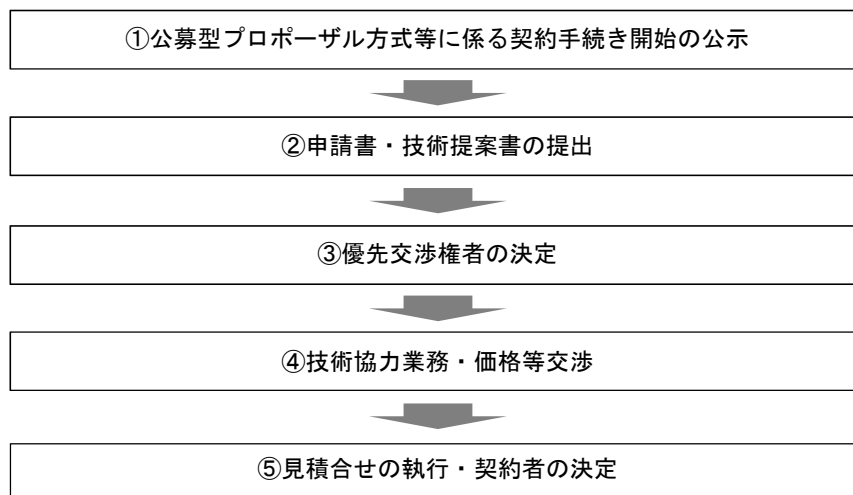 ①公募型プロポーザル方式等に係る契約手続き開始の公示
②申請書・技術提案書の提出
③優先交渉権者の決定
④技術協力業務・価格等交渉
⑤見積合せの執行・契約者の決定